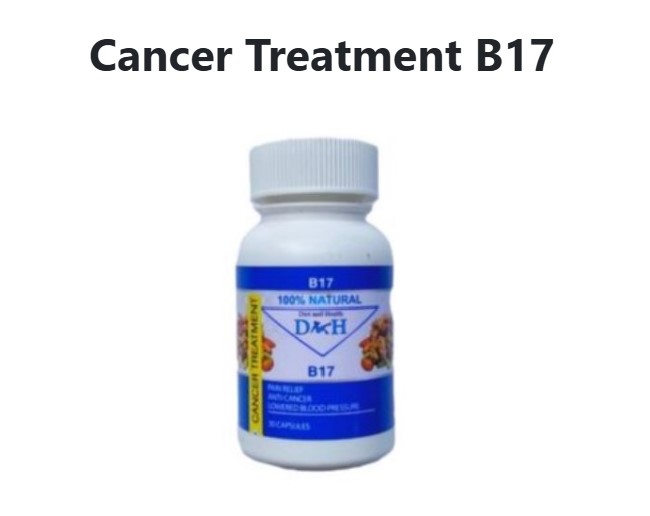 Cancer Treatment B17
B17
100% NATURAL
Diet and Health
D H
B17
CANCER TREATMENT
PAIN RELIEF
ANTI-CANCER
LOWERED BLOOD PRESSURE
30 CAPSULES